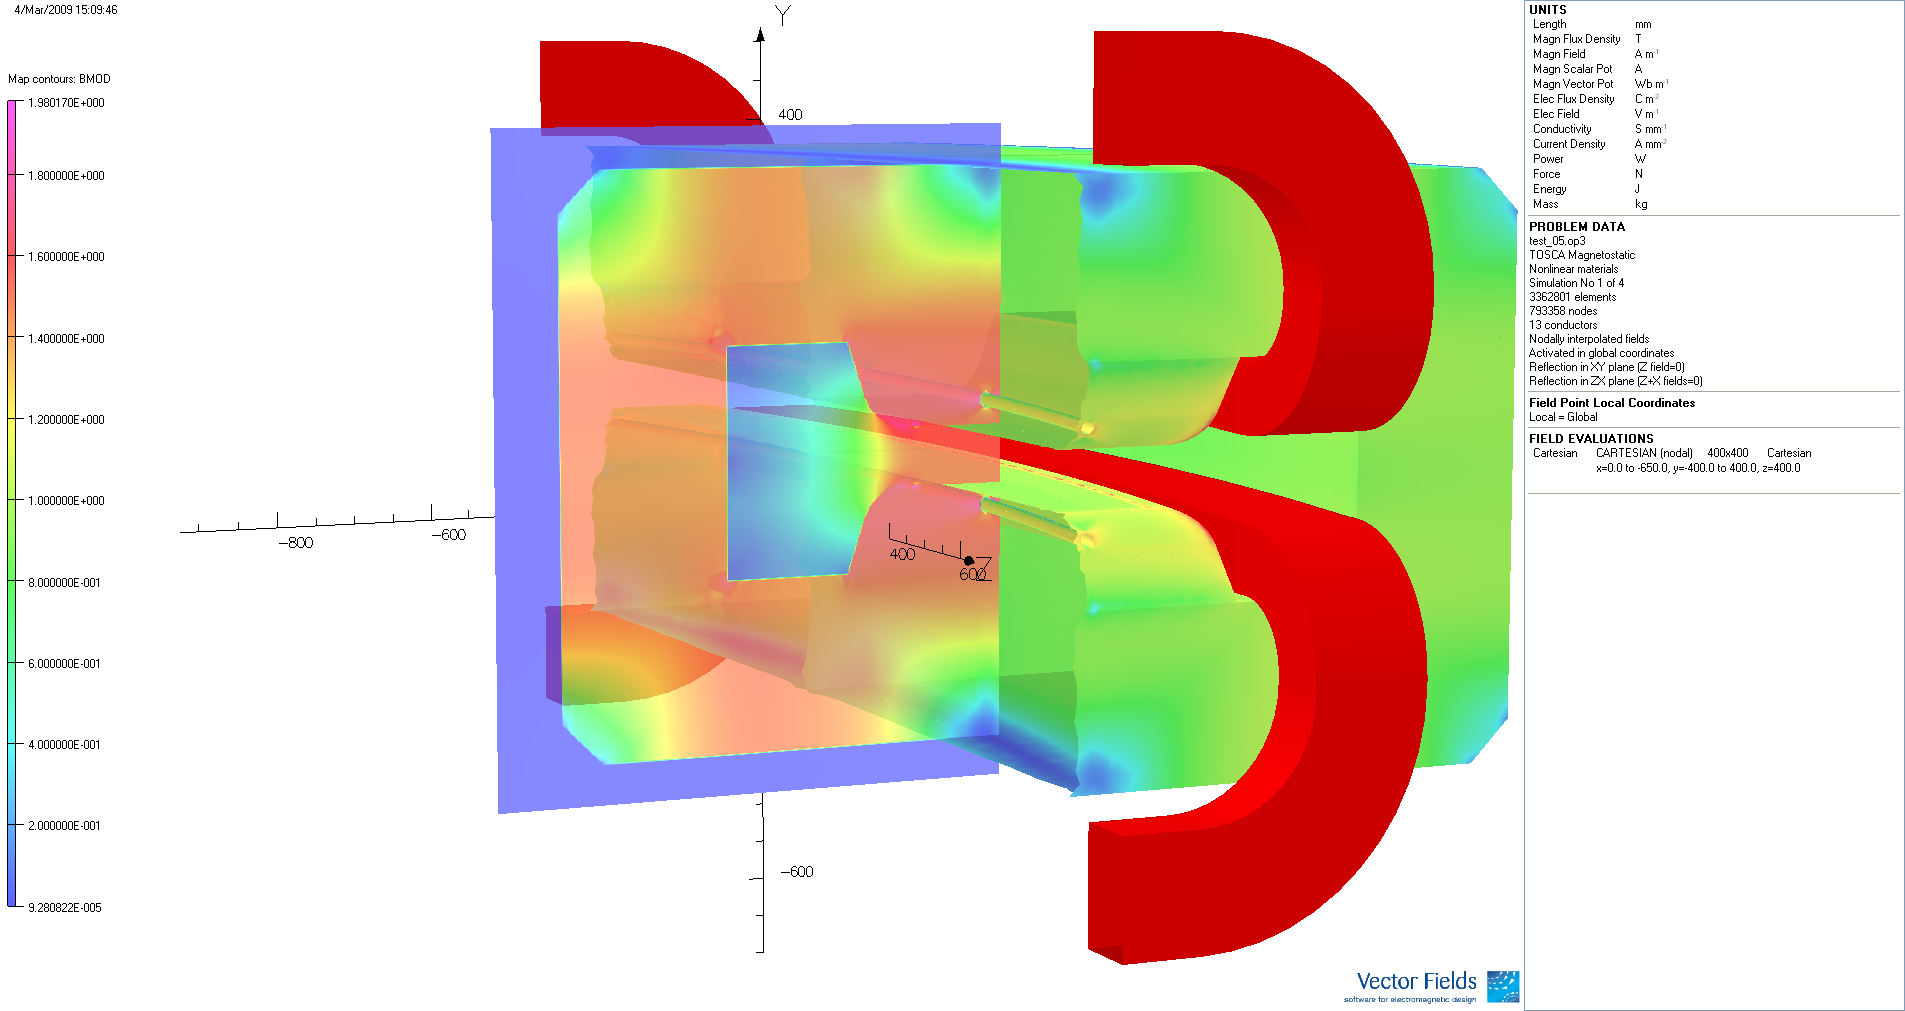 4/Mar/2009 15:09:46
Map contours: BMOD
1.980170E+000
1.800000E+000
1.600000E+000
1.400000E+000
1.200000E+000
1.000000E+000
8.000000E-001
6.000000E-001
4.000000E-001
2.000000E-001
9.280822E-005
Y
400
-800
-600
400
600
Z
-600
Vector Fields
software for electromagnetic design
UNITS
Length mm
Magn Flux Density T
Magn Field A m⁻¹
Magn Scalar Pot A
Magn Vector Pot Wb m⁻¹
Elec Flux Density C m⁻²
Elec Field V m⁻¹
Conductivity S mm⁻¹
Current Density A mm⁻²
Power W
Force N
Energy J
Mass kg
PROBLEM DATA
test_05.op3
TOSCA Magnetostatic
Nonlinear materials
Simulation No 1 of 4
3362801 elements
793358 nodes
13 conductors
Nodally interpolated fields
Activated in global coordinates
Reflection in XY plane (Z field=0)
Reflection in ZX plane (Z+X fields=0)
Field Point Local Coordinates
Local = Global
FIELD EVALUATIONS
Cartesian CARTESIAN (nodal) 400x400 Cartesian
x=0.0 to -650.0, y=-400.0 to 400.0, z=400.0